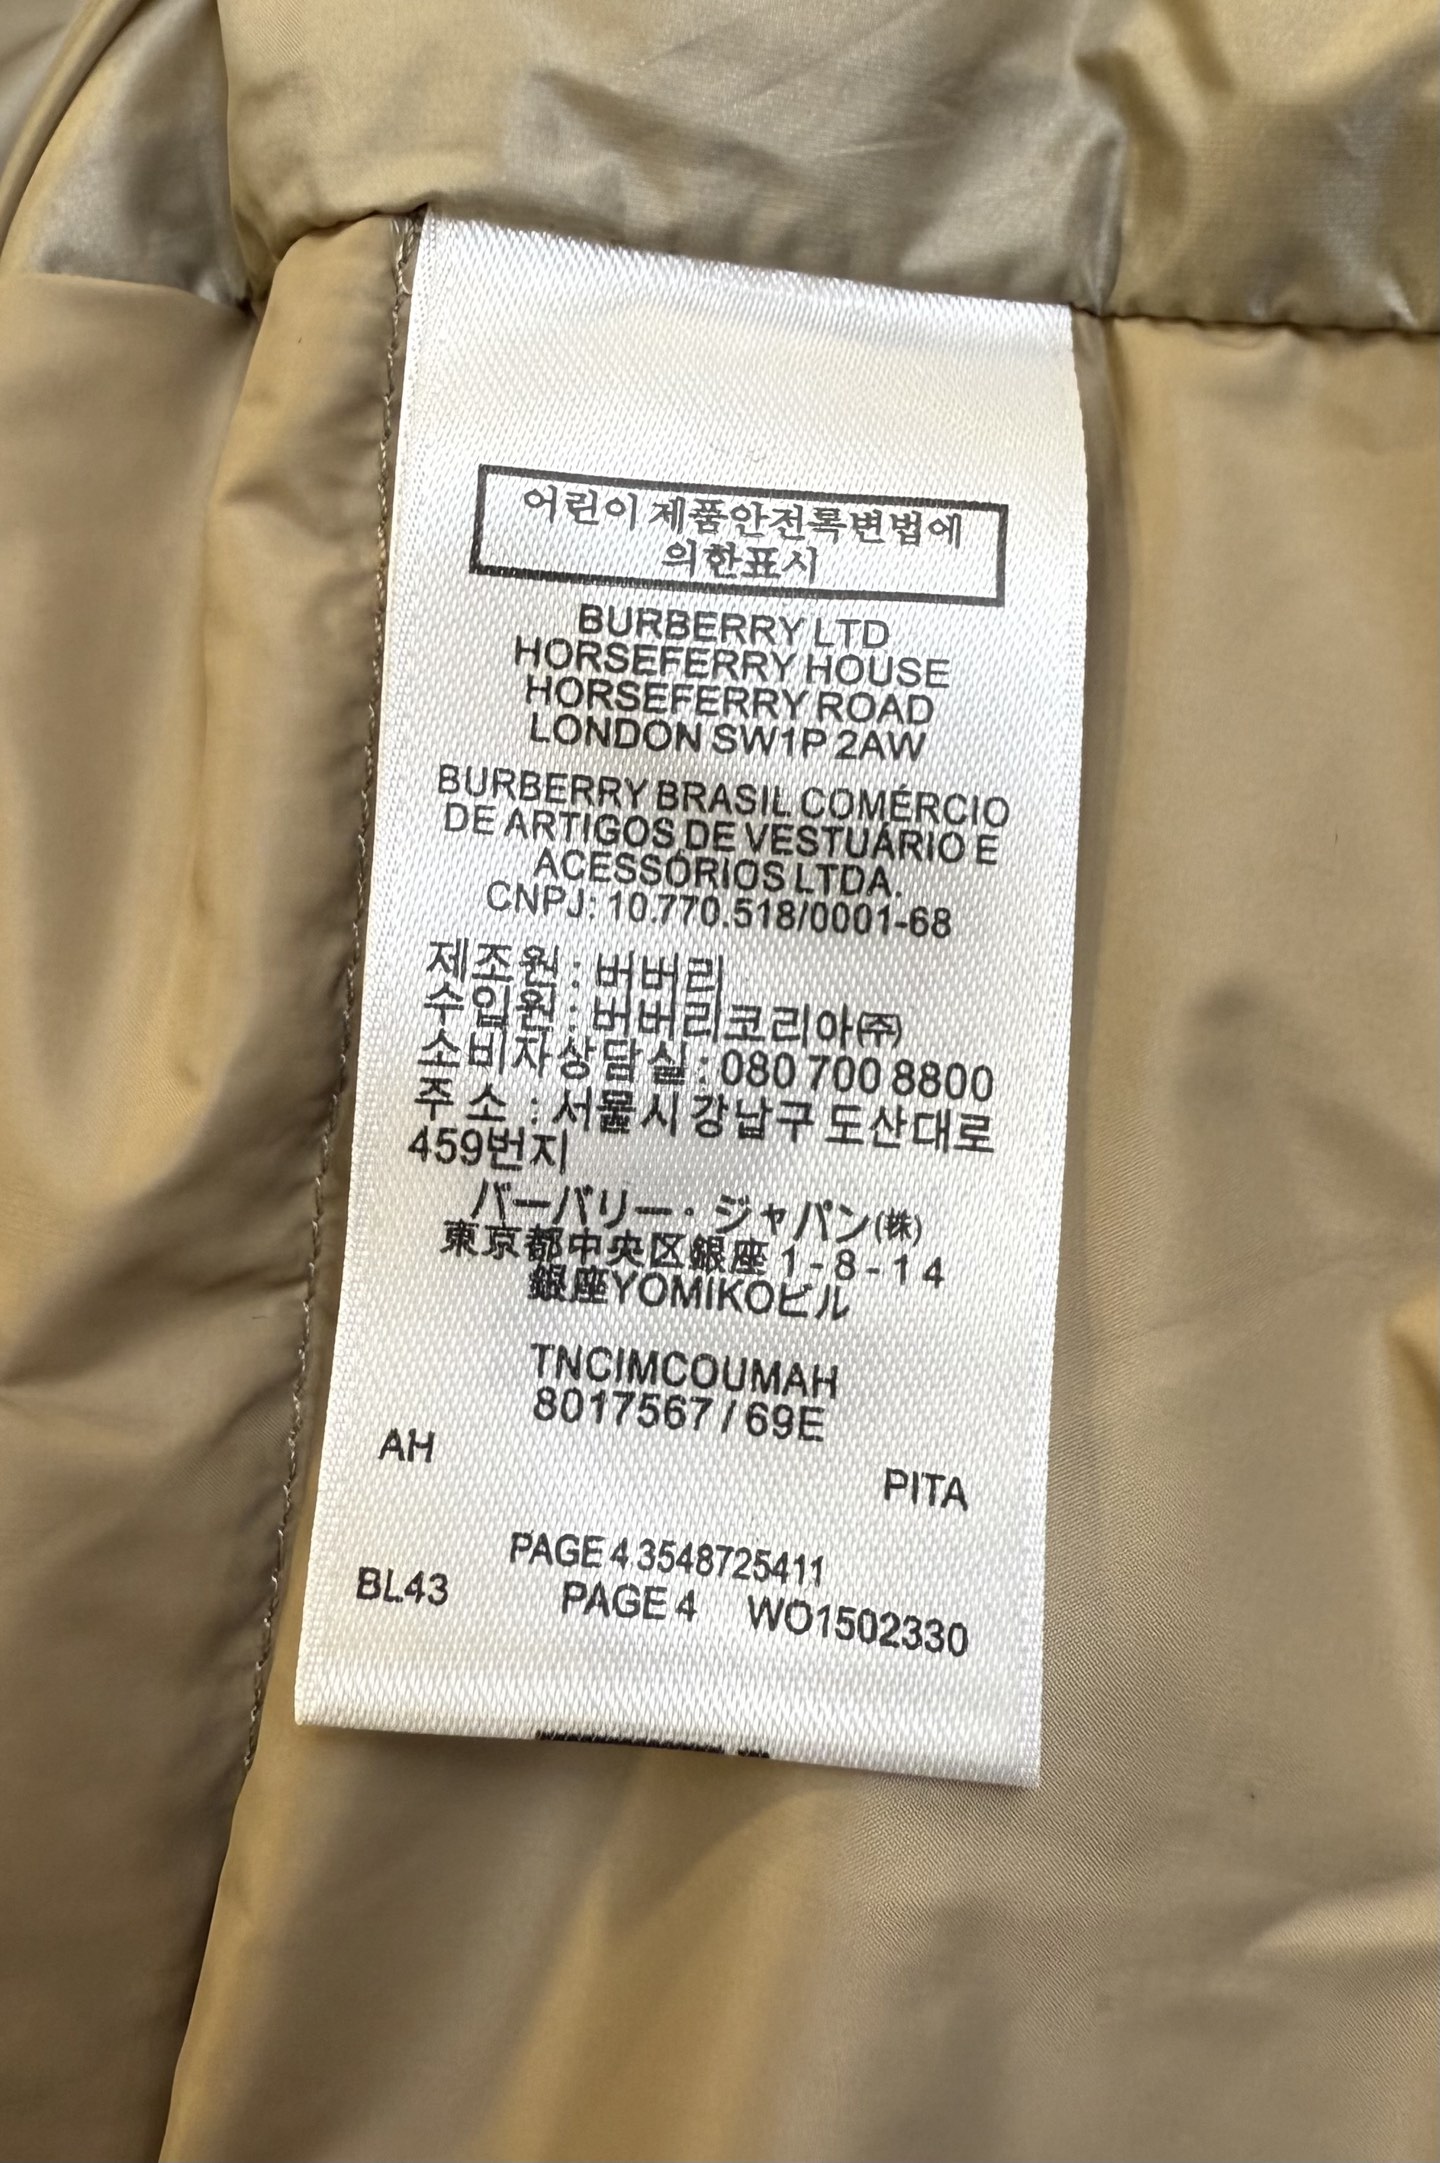 어린이 제품안전특별법에
의한표시
BURBERRY LTD
HORSEFERRY HOUSE
HORSEFERRY ROAD
LONDON SW1P 2AW
BURBERRY BRASIL COMÉRCIO
DE ARTIGOS DE VESTUÁRIO E
ACESSÓRIOS LTDA.
CNPJ: 10.770.518/0001-68
제조원 : 버버리
수입원 : 버버리코리아(주)
소비자상담실 : 080 700 8800
주 소 : 서울시 강남구 도산대로
459번지
バーバリー・ジャパン(株)
東京都中央区銀座1-8-14
銀座YOMIKOビル
TNCIMCOUMAH
8017567 / 69E
AH
PITA
PAGE 4 3548725411
BL43 PAGE 4 WO1502330